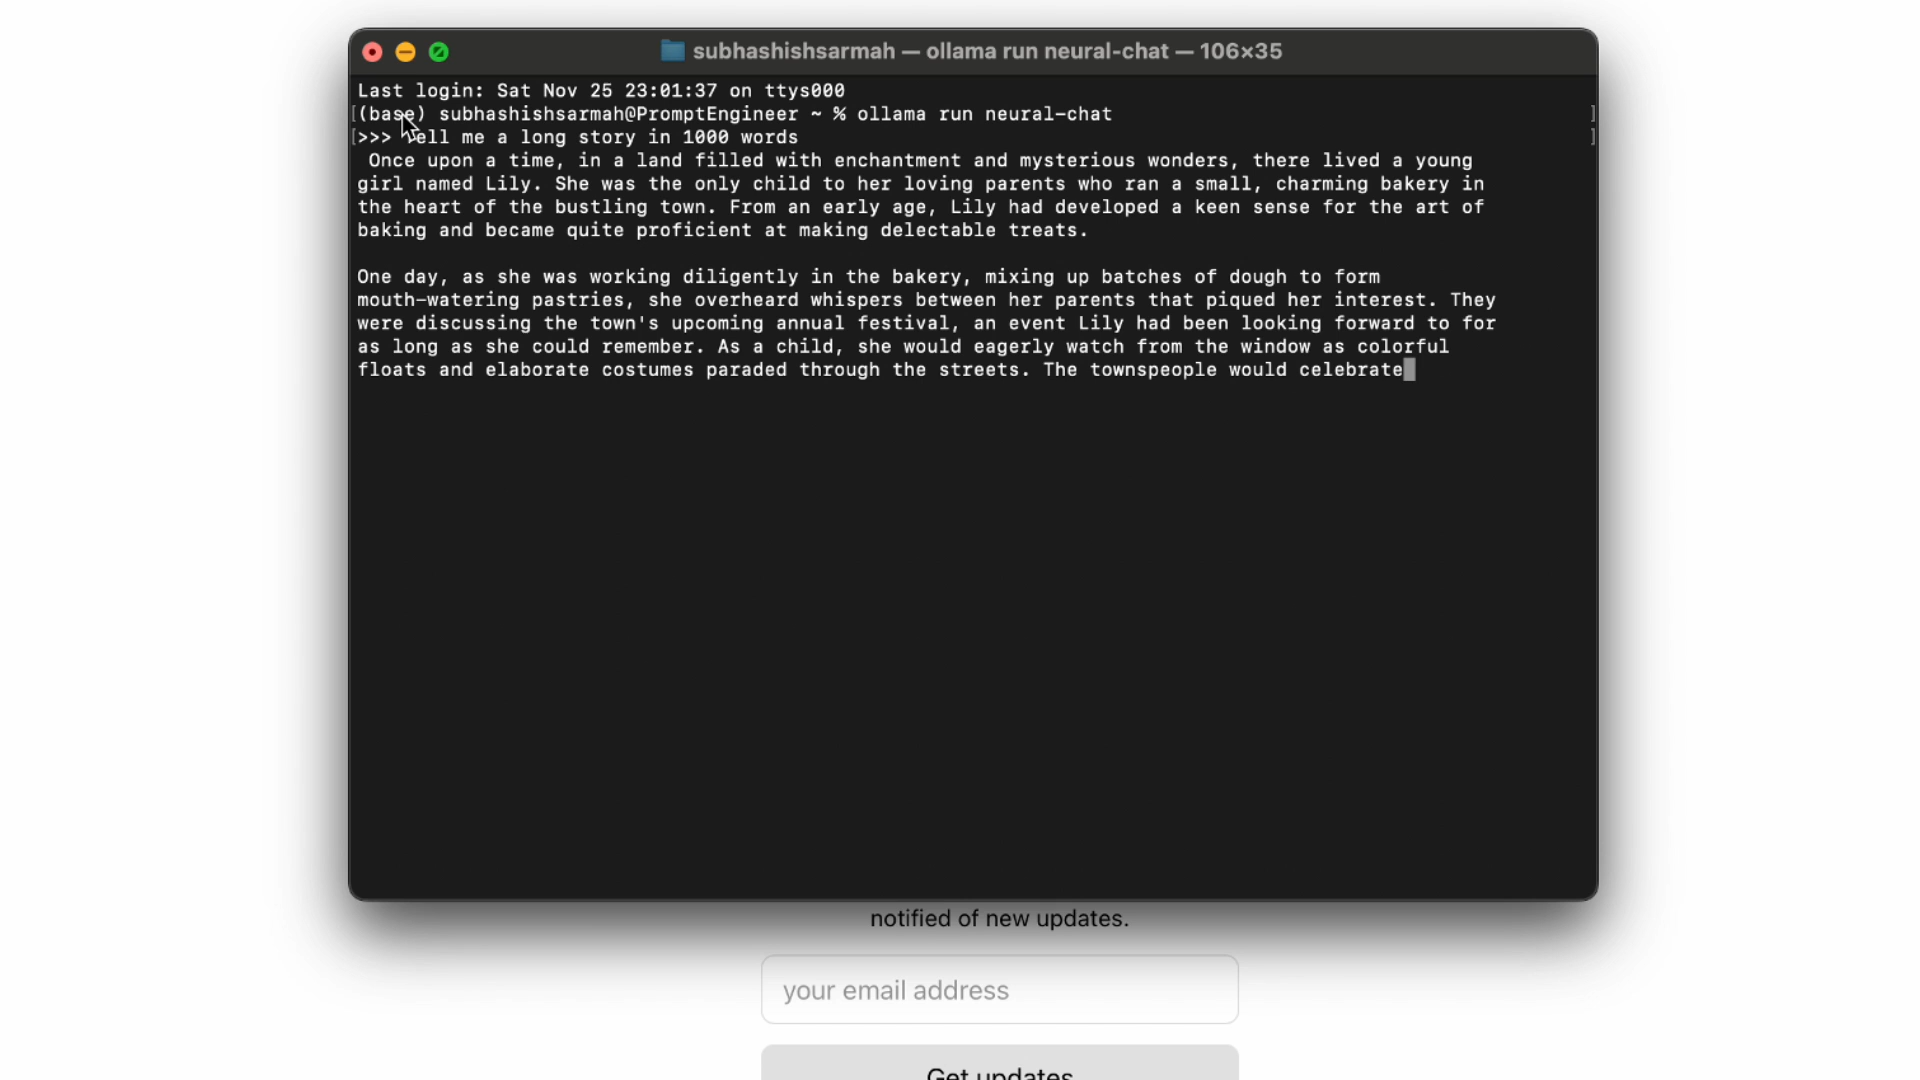 subhashishsarmah — ollama run neural-chat — 106×35
Last login: Sat Nov 25 23:01:37 on ttys000
[(base) subhashishsarmah@PromptEngineer ~ % ollama run neural-chat ]
[>>> Tell me a long story in 1000 words ]
Once upon a time, in a land filled with enchantment and mysterious wonders, there lived a young
girl named Lily. She was the only child to her loving parents who ran a small, charming bakery in
the heart of the bustling town. From an early age, Lily had developed a keen sense for the art of
baking and became quite proficient at making delectable treats.
One day, as she was working diligently in the bakery, mixing up batches of dough to form
mouth-watering pastries, she overheard whispers between her parents that piqued her interest. They
were discussing the town's upcoming annual festival, an event Lily had been looking forward to for
as long as she could remember. As a child, she would eagerly watch from the window as colorful
floats and elaborate costumes paraded through the streets. The townspeople would celebrate
notified of new updates.
your email address
Get updates